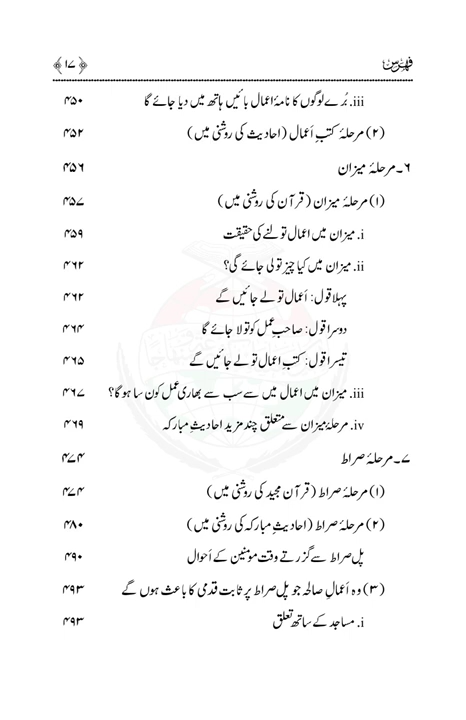 فہرس ﴿ ۱۷ ﴾
iii. بُرے لوگوں کا نامۂ اعمال بائیں ہاتھ میں دیا جائے گا ۴۵۰
(۲) مرحلۂ کتبِ اَعمال (احادیث کی روشنی میں) ۴۵۲
۶۔ مرحلۂ میزان ۴۵۶
(۱) مرحلۂ میزان (قرآن کی روشنی میں) ۴۵۷
i. میزان میں اعمال تولنے کی حقیقت ۴۵۹
ii. میزان میں کیا چیز تولی جائے گی؟ ۴۶۲
پہلا قول: اَعمال تولے جائیں گے ۴۶۲
دوسرا قول: صاحبِ عمل کو تولا جائے گا ۴۶۴
تیسرا قول: کتبِ اعمال تولے جائیں گے ۴۶۵
iii. میزان میں اعمال میں سے سب سے بھاری عمل کون سا ہو گا؟ ۴۶۷
iv. مرحلۂ میزان سے متعلق چند مزید احادیثِ مبارکہ ۴۶۹
۷۔ مرحلۂ صراط ۴۷۴
(۱) مرحلۂ صراط (قرآن مجید کی روشنی میں) ۴۷۴
(۲) مرحلۂ صراط (احادیثِ مبارکہ کی روشنی میں) ۴۸۰
پل صراط سے گزرتے وقت مومنین کے اَحوال ۴۹۰
(۳) وہ اَعمالِ صالحہ جو پل صراط پر ثابت قدمی کا باعث ہوں گے ۴۹۳
i. مساجد کے ساتھ تعلق ۴۹۳